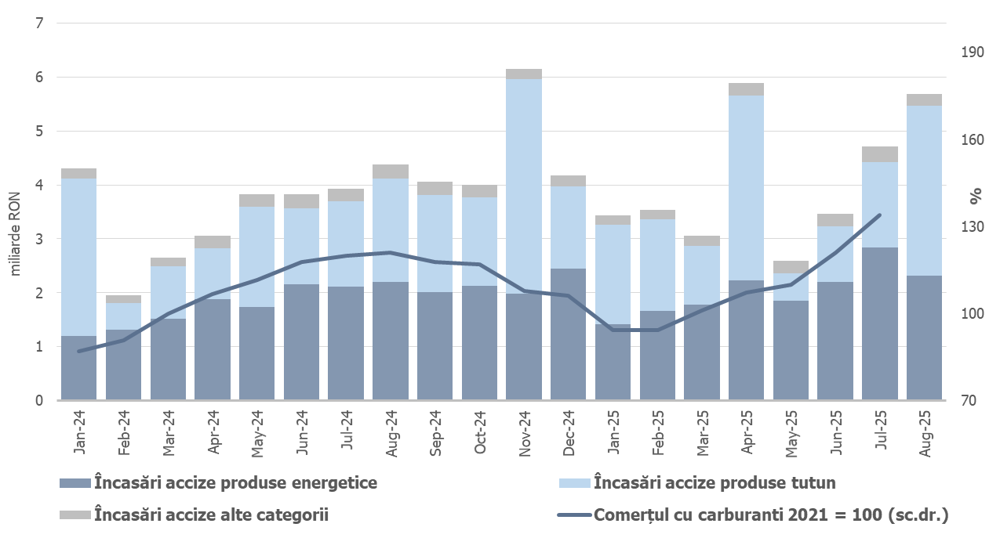 7
6
5
4
3
2
1
0
miliarde RON
190
160
130
100
70
%
Jan-24
Feb-24
Mar-24
Apr-24
May-24
Jun-24
Jul-24
Aug-24
Sep-24
Oct-24
Nov-24
Dec-24
Jan-25
Feb-25
Mar-25
Apr-25
May-25
Jun-25
Jul-25
Aug-25
Încasări accize produse energetice
Încasări accize produse tutun
Încasări accize alte categorii
Comerțul cu carburanti 2021 = 100 (sc.dr.)